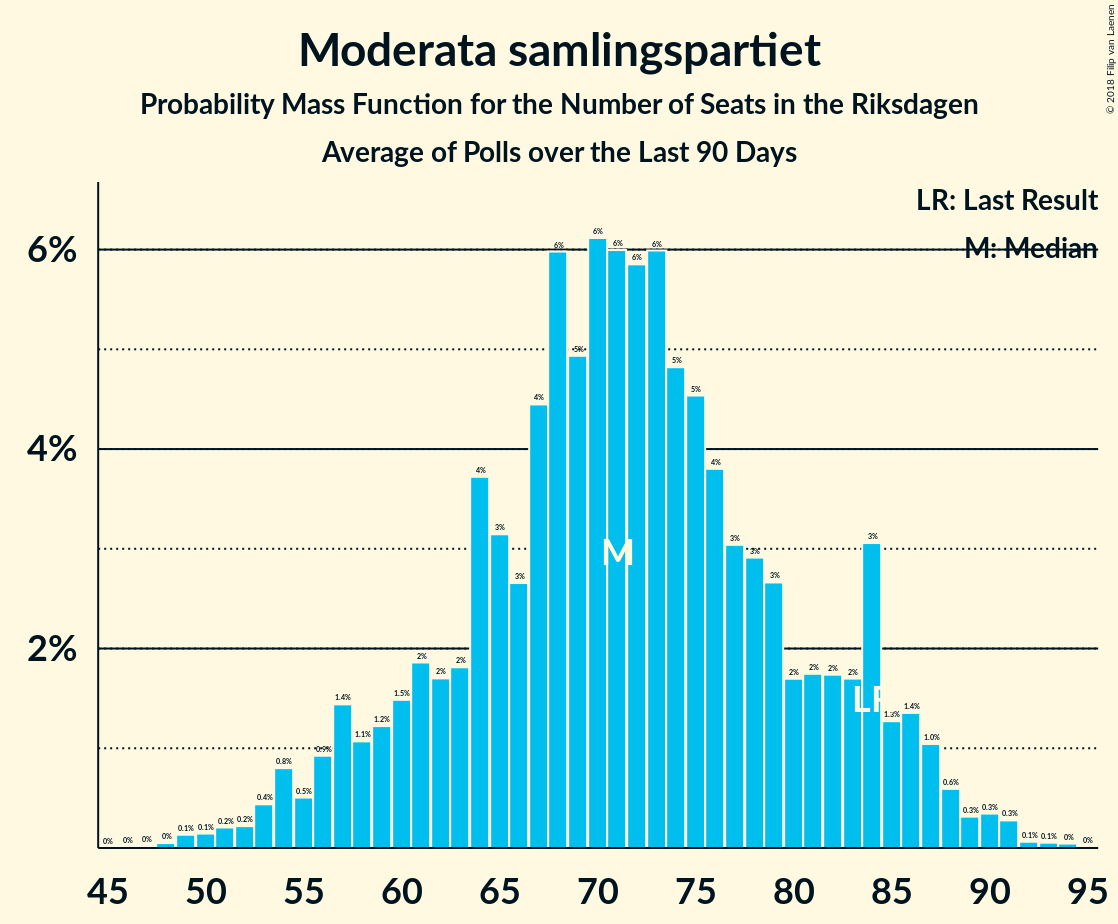 Moderata samlingspartiet
Probability Mass Function for the Number of Seats in the Riksdagen
Average of Polls over the Last 90 Days
© 2018 Filip van Laenen
LR: Last Result
M: Median
6%
4%
2%
0% 0% 0% 0% 0.1% 0.1% 0.2% 0.2% 0.4% 0.8% 0.5% 0.9% 1.4% 1.1% 1.2% 1.5% 2% 2% 2% 4% 3% 3% 4% 6% 5% 6% 6% 6% 6% 5% 5% 4% 3% 3% 3% 2% 2% 2% 2% 3% 1.3% 1.4% 1.0% 0.6% 0.3% 0.3% 0.3% 0.1% 0.1% 0% 0%
M
LR
45 50 55 60 65 70 75 80 85 90 95